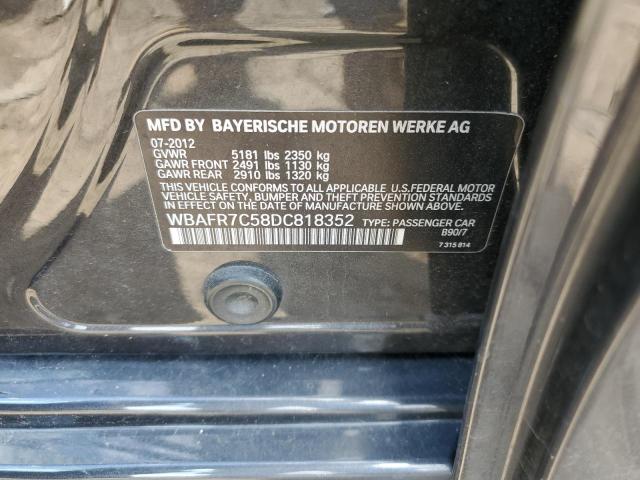 MFD BY BAYERISCHE MOTOREN WERKE AG
07-2012
GVWR 5181 lbs 2350 kg
GAWR FRONT 2491 lbs 1130 kg
GAWR REAR 2910 lbs 1320 kg
THIS VEHICLE CONFORMS TO ALL APPLICABLE U.S.FEDERAL MOTOR
VEHICLE SAFETY, BUMPER AND THEFT PREVENTION STANDARDS
IN EFFECT ON THE DATE OF MANUFACTURE SHOWN ABOVE.
WBAFR7C58DC818352 TYPE: PASSENGER CAR
B90/7
7 315 814